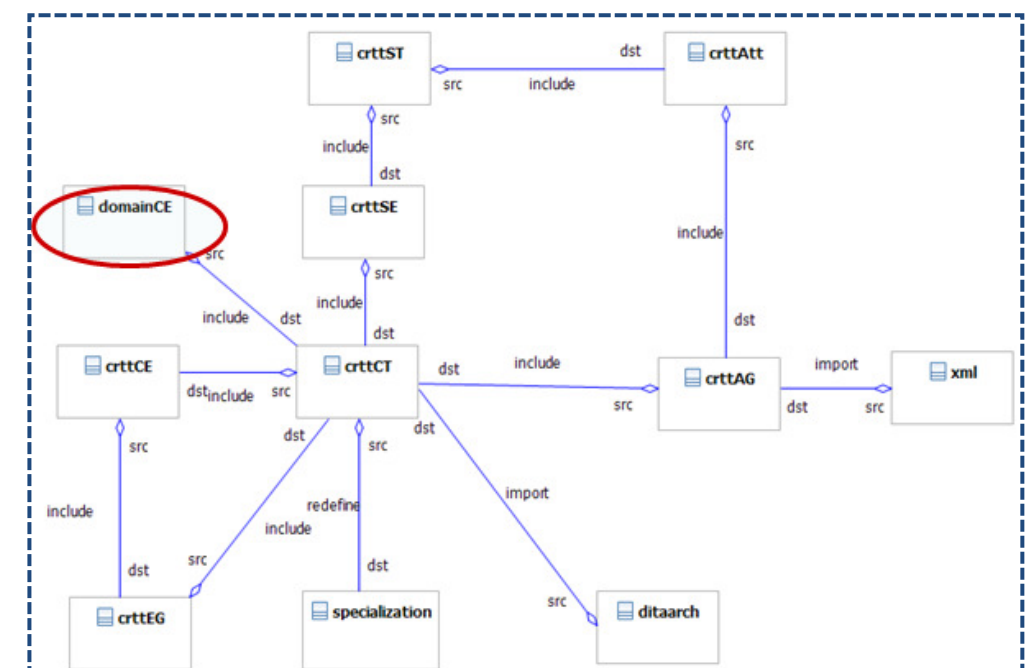 crttST
dst
crttAtt
src
include
src
src
include
dst
domainCE
crttSE
include
src
src
include
include
dst
dst
dst
crttCE
crttCT
dst
include
crttAG
import
xml
dst
include
src
src
dst
src
src
dst
src
dst
include
redefine
import
include
src
dst
dst
src
crttEG
specialization
ditaarch